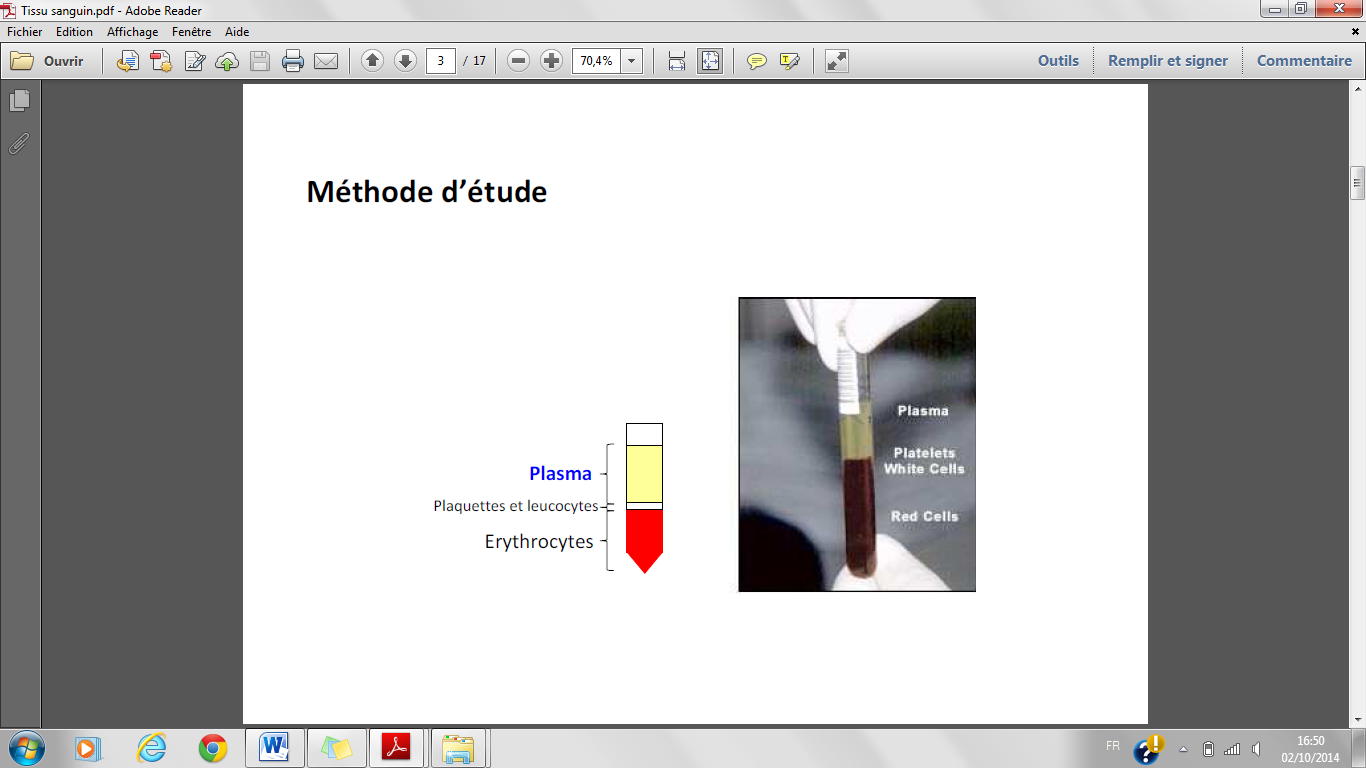 Tissu sanguin.pdf - Adobe Reader
Fichier Edition Affichage Fenêtre Aide
Ouvrir 3 / 17 70,4% Outils Remplir et signer Commentaire
Méthode d’étude
Plasma
Plaquettes et leucocytes
Erythrocytes
Plasma
Platelets
White Cells
Red Cells
FR 16:50
02/10/2014